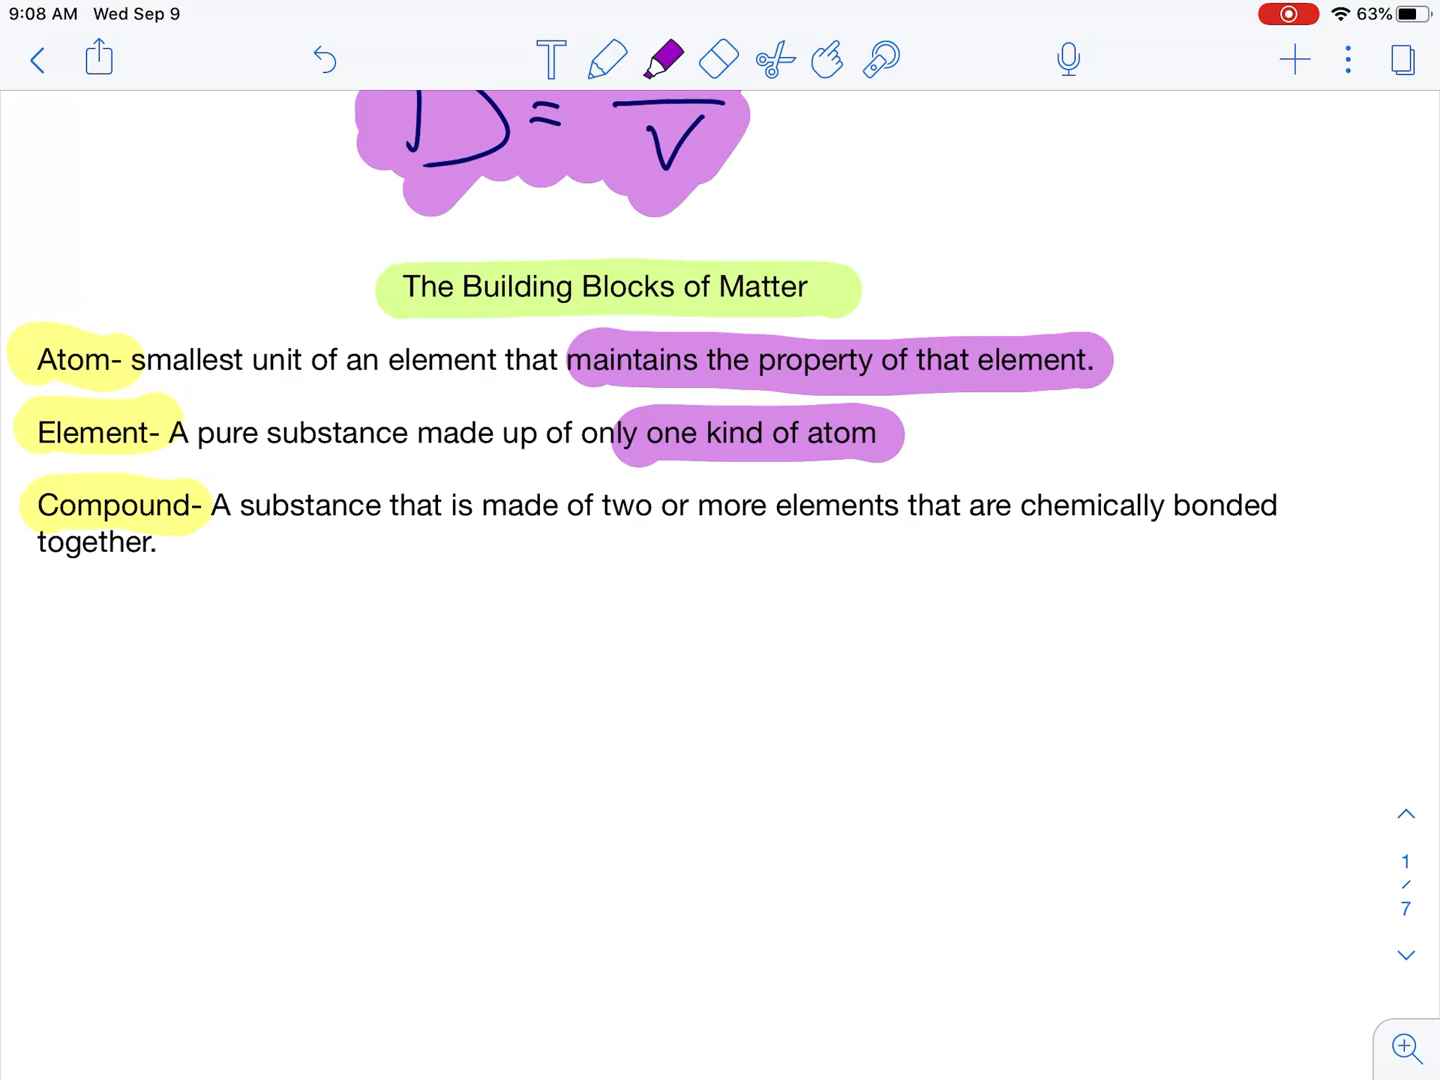 9:08 AM Wed Sep 9
63%
D = 
V
The Building Blocks of Matter
Atom- smallest unit of an element that maintains the property of that element.
Element- A pure substance made up of only one kind of atom
Compound- A substance that is made of two or more elements that are chemically bonded
together.
1
/
7